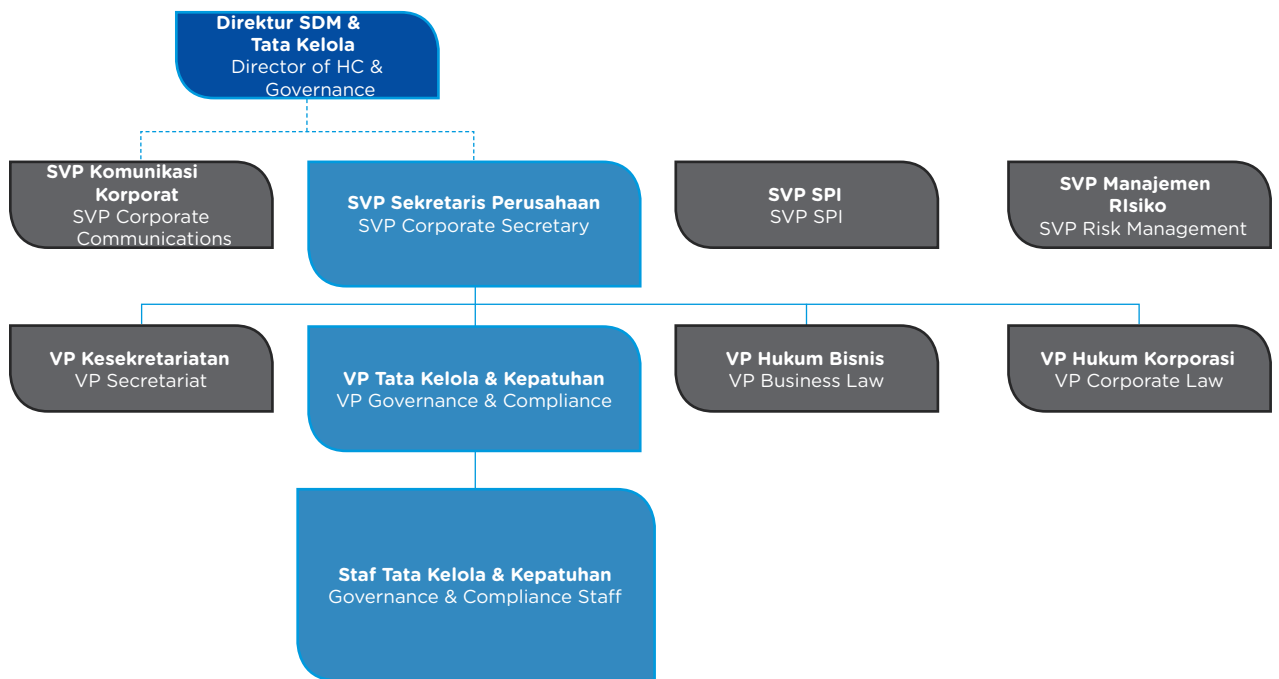 Direktur SDM &
Tata Kelola
Director of HC &
Governance
SVP Komunikasi
Korporat
SVP Corporate
Communications
SVP Sekretaris Perusahaan
SVP Corporate Secretary
SVP SPI
SVP SPI
SVP Manajemen
RIsiko
SVP Risk Management
VP Kesekretariatan
VP Secretariat
VP Tata Kelola & Kepatuhan
VP Governance & Compliance
VP Hukum Bisnis
VP Business Law
VP Hukum Korporasi
VP Corporate Law
Staf Tata Kelola & Kepatuhan
Governance & Compliance Staff